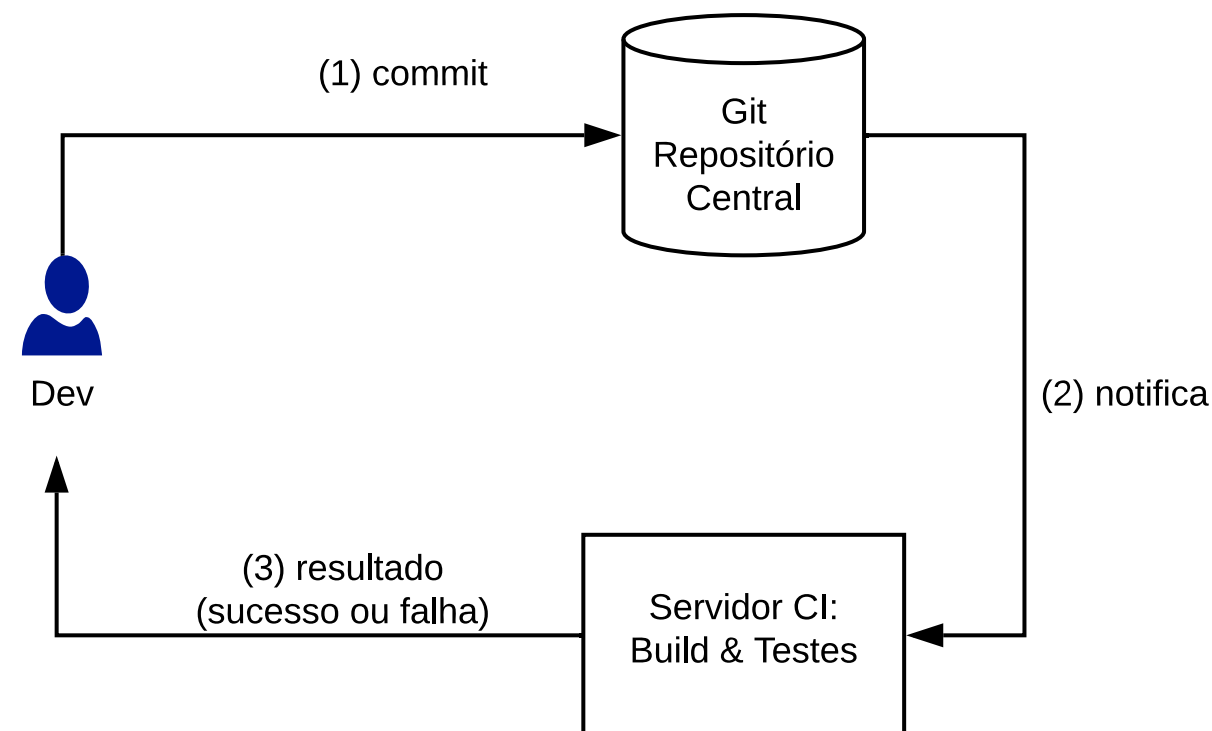 (1) commit
Git
Repositório
Central
Dev
(2) notifica
(3) resultado
(sucesso ou falha)
Servidor CI:
Build & Testes